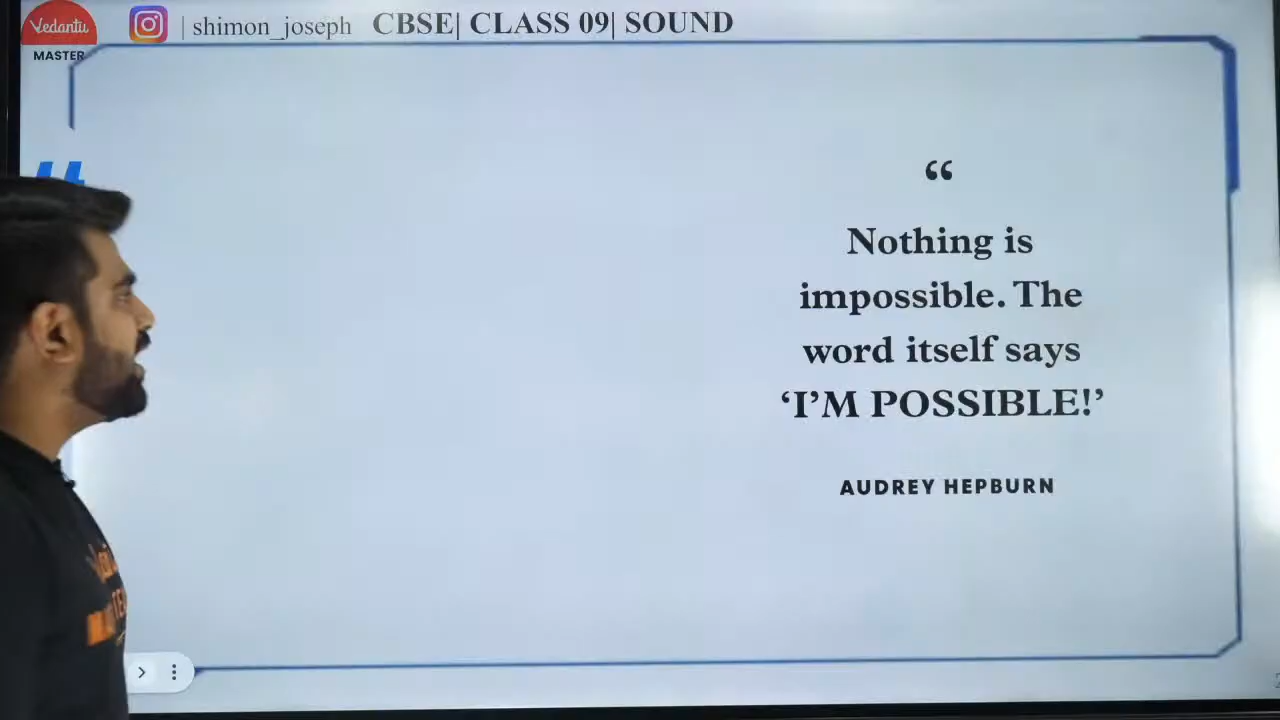 Vedantu
MASTER
| shimon_joseph
CBSE| CLASS 09| SOUND
“
Nothing is
impossible. The
word itself says
‘I’M POSSIBLE!’
AUDREY HEPBURN